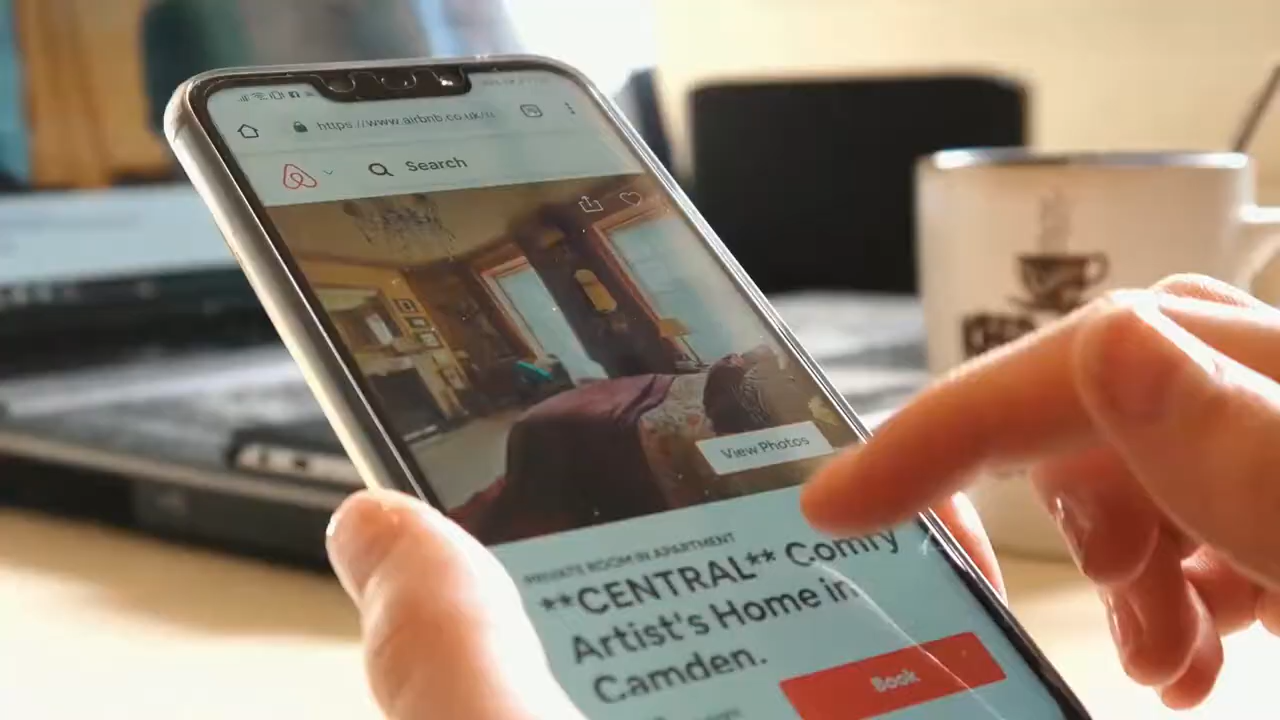 https://www.airbnb.co.uk/
Search
View Photos
PRIVATE ROOM IN APARTMENT
**CENTRAL** Comfy
Artist's Home in
Camden.
Book